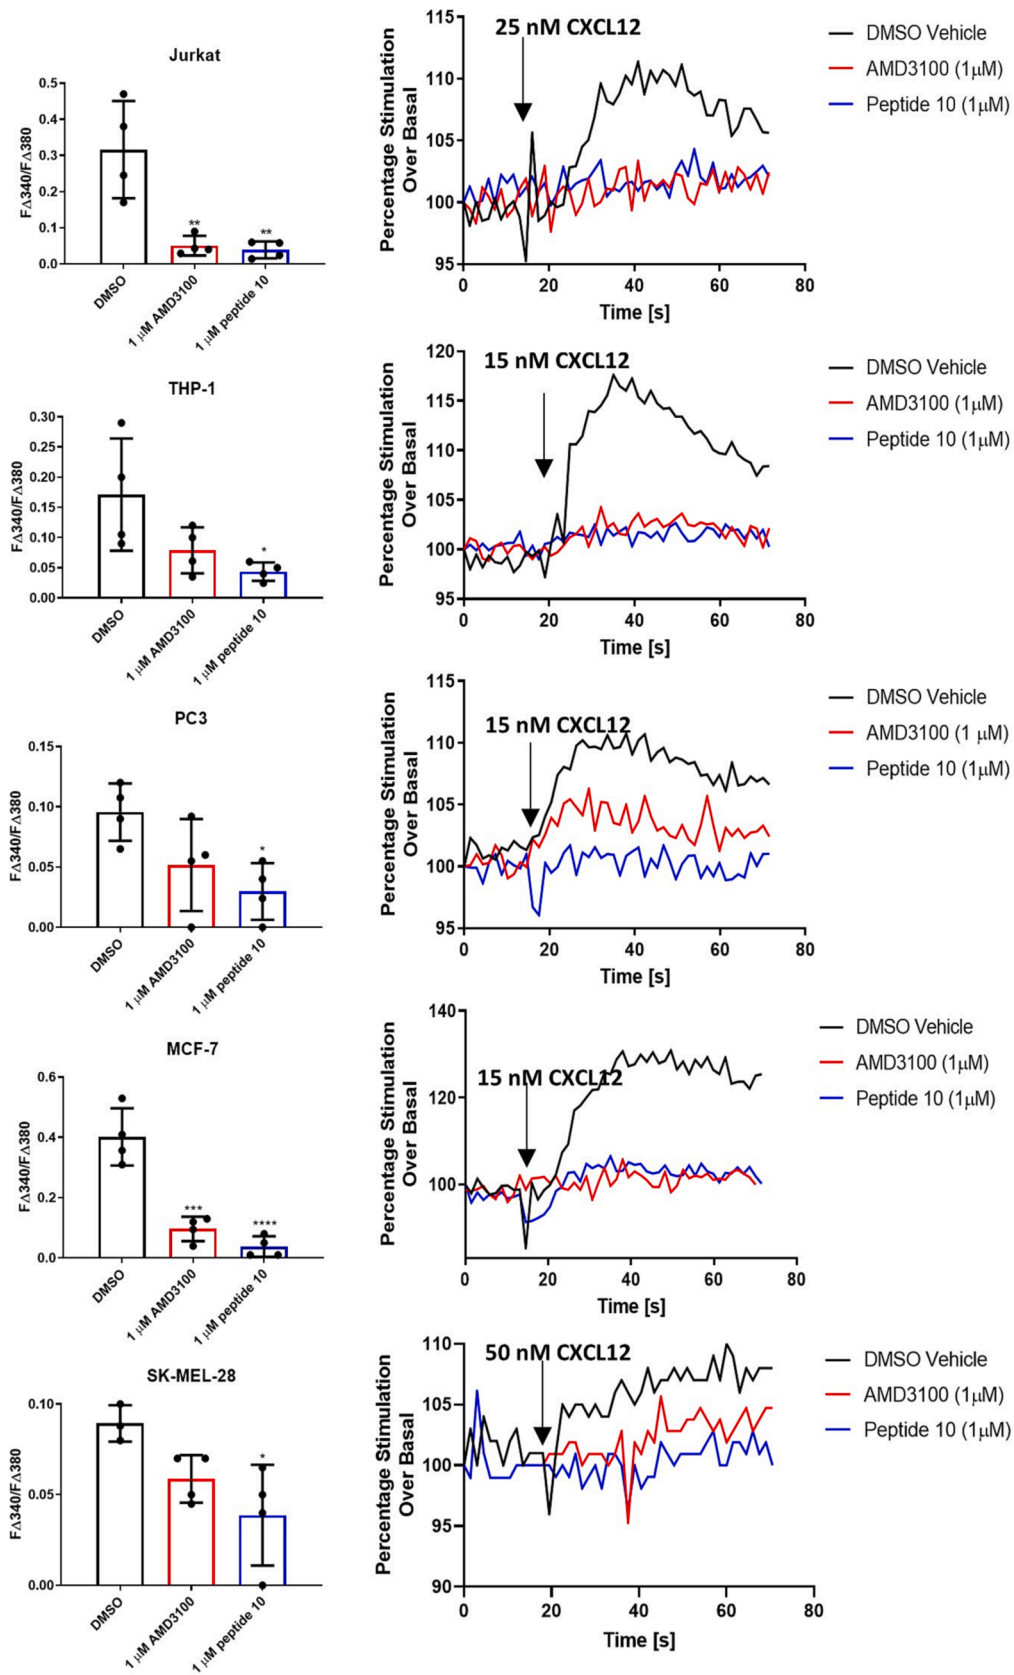 Jurkat
FΔ340/FΔ380
0.5
0.4
0.3
0.2
0.1
0.0
**
**
DMSO
1 μM AMD3100
1 μM peptide 10
25 nM CXCL12
Percentage Stimulation
Over Basal
115
110
105
100
95
0
20
40
60
80
Time [s]
DMSO Vehicle
AMD3100 (1μM)
Peptide 10 (1μM)
THP-1
FΔ340/FΔ380
0.30
0.25
0.20
0.15
0.10
0.05
0.00
*
DMSO
1 μM AMD3100
1 μM peptide 10
15 nM CXCL12
Percentage Stimulation
Over Basal
120
115
110
105
100
95
0
20
40
60
80
Time [s]
DMSO Vehicle
AMD3100 (1μM)
Peptide 10 (1μM)
PC3
FΔ340/FΔ380
0.15
0.10
0.05
0.00
*
DMSO
1 μM AMD3100
1 μM peptide 10
15 nM CXCL12
Percentage Stimulation
Over Basal
115
110
105
100
95
0
20
40
60
80
Time [s]
DMSO Vehicle
AMD3100 (1 μM)
Peptide 10 (1μM)
MCF-7
FΔ340/FΔ380
0.6
0.4
0.2
0.0
***
****
DMSO
1 μM AMD3100
1 μM peptide 10
15 nM CXCL12
Percentage Stimulation
Over Basal
140
120
100
0
20
40
60
80
Time [s]
DMSO Vehicle
AMD3100 (1μM)
Peptide 10 (1μM)
SK-MEL-28
FΔ340/FΔ380
0.10
0.05
0.00
*
DMSO
1 μM AMD3100
1 μM peptide 10
50 nM CXCL12
Percentage Stimulation
Over Basal
110
105
100
95
90
0
20
40
60
80
Time [s]
DMSO Vehicle
AMD3100 (1μM)
Peptide 10 (1μM)